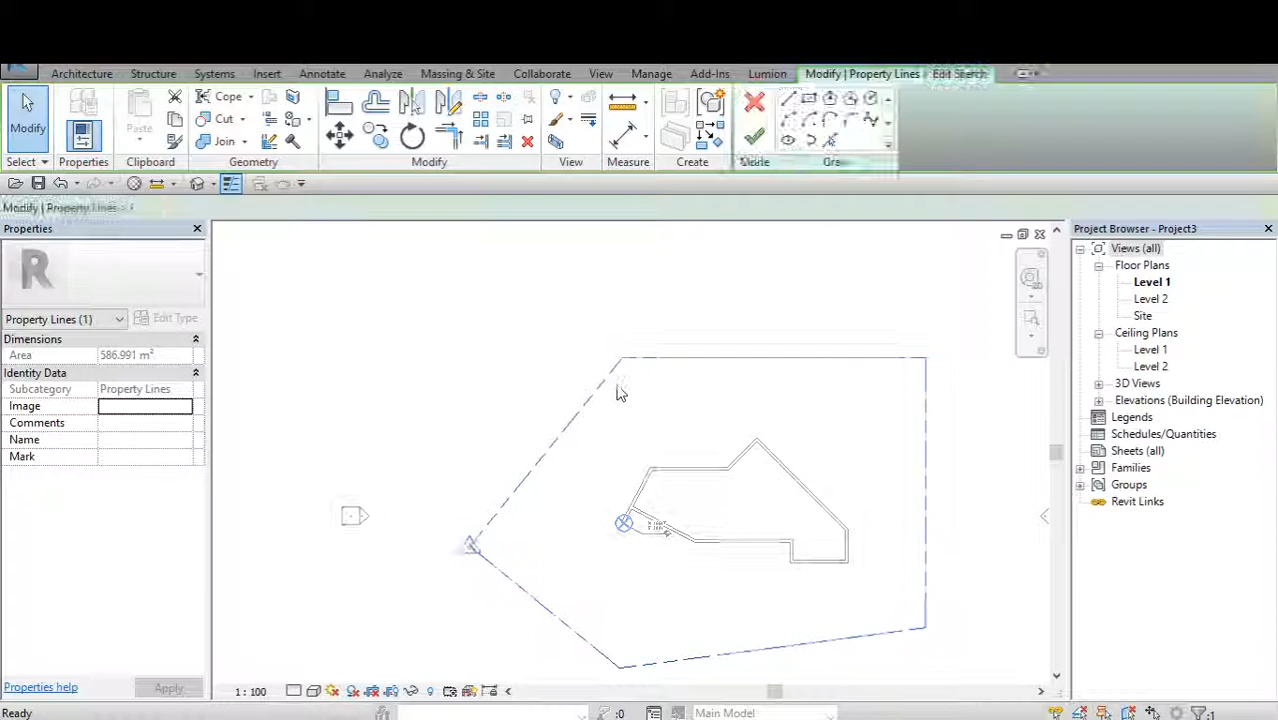 Architecture Structure Systems Insert Annotate Analyze Massing & Site Collaborate View Manage Add-Ins Lumion Modify | Property Lines
Modify Paste Cope Cut Join
Select Properties Clipboard Geometry Modify View Measure Create Mode
Modify | Property Lines
Properties
Property Lines (1) Edit Type
Dimensions
Area 586.991 m²
Identity Data
Subcategory Property Lines
Image
Comments
Name
Mark
Properties help Apply
Project Browser - Project3
Views (all)
Floor Plans
Level 1
Level 2
Site
Ceiling Plans
Level 1
Level 2
3D Views
Elevations (Building Elevation)
Legends
Schedules/Quantities
Sheets (all)
Families
Groups
Revit Links
1 : 100
Ready :0 Main Model :1